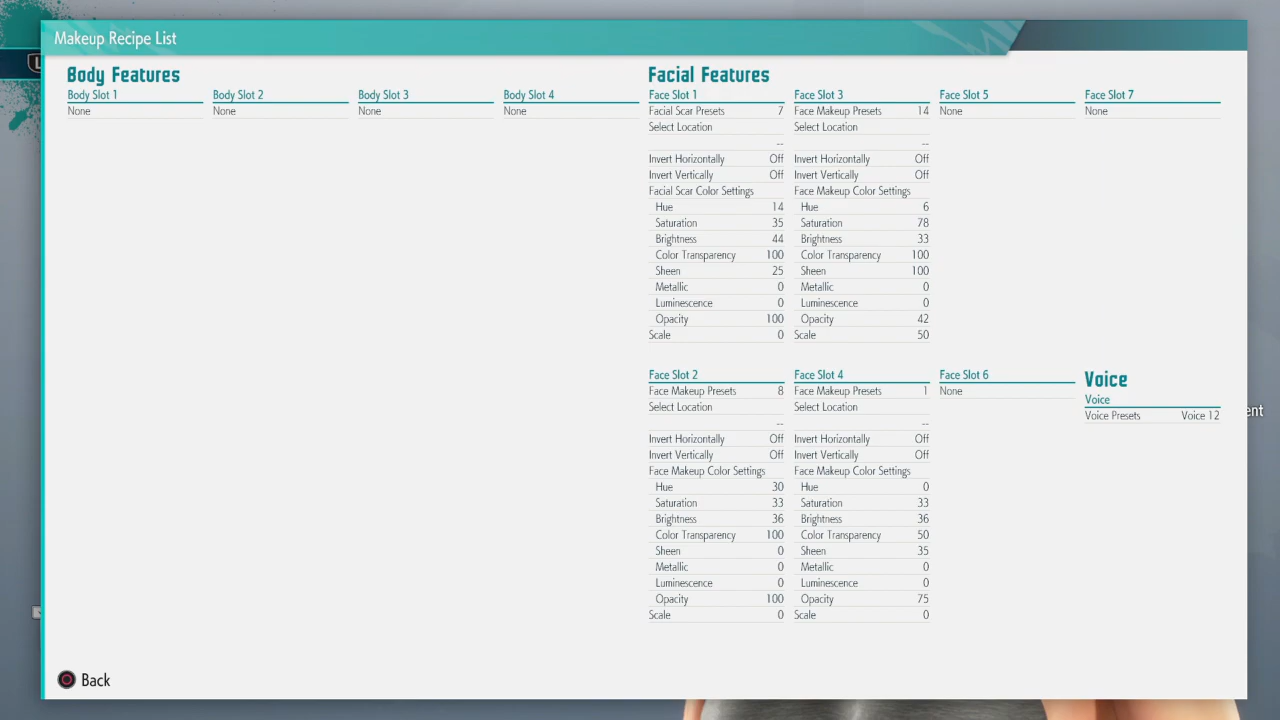 Makeup Recipe List
Body Features
Body Slot 1
None
Body Slot 2
None
Body Slot 3
None
Body Slot 4
None
Facial Features
Face Slot 1
Facial Scar Presets 7
Select Location
--
Invert Horizontally Off
Invert Vertically Off
Facial Scar Color Settings
Hue 14
Saturation 35
Brightness 44
Color Transparency 100
Sheen 25
Metallic 0
Luminescence 0
Opacity 100
Scale 0
Face Slot 2
Face Makeup Presets 8
Select Location
--
Invert Horizontally Off
Invert Vertically Off
Face Makeup Color Settings
Hue 30
Saturation 33
Brightness 36
Color Transparency 100
Sheen 0
Metallic 0
Luminescence 0
Opacity 100
Scale 0
Face Slot 3
Face Makeup Presets 14
Select Location
--
Invert Horizontally Off
Invert Vertically Off
Face Makeup Color Settings
Hue 6
Saturation 78
Brightness 33
Color Transparency 100
Sheen 100
Metallic 0
Luminescence 0
Opacity 42
Scale 50
Face Slot 4
Face Makeup Presets 1
Select Location
--
Invert Horizontally Off
Invert Vertically Off
Face Makeup Color Settings
Hue 0
Saturation 33
Brightness 36
Color Transparency 50
Sheen 35
Metallic 0
Luminescence 0
Opacity 75
Scale 0
Face Slot 5
None
Face Slot 6
None
Face Slot 7
None
Voice
Voice
Voice Presets Voice 12
ent
Back